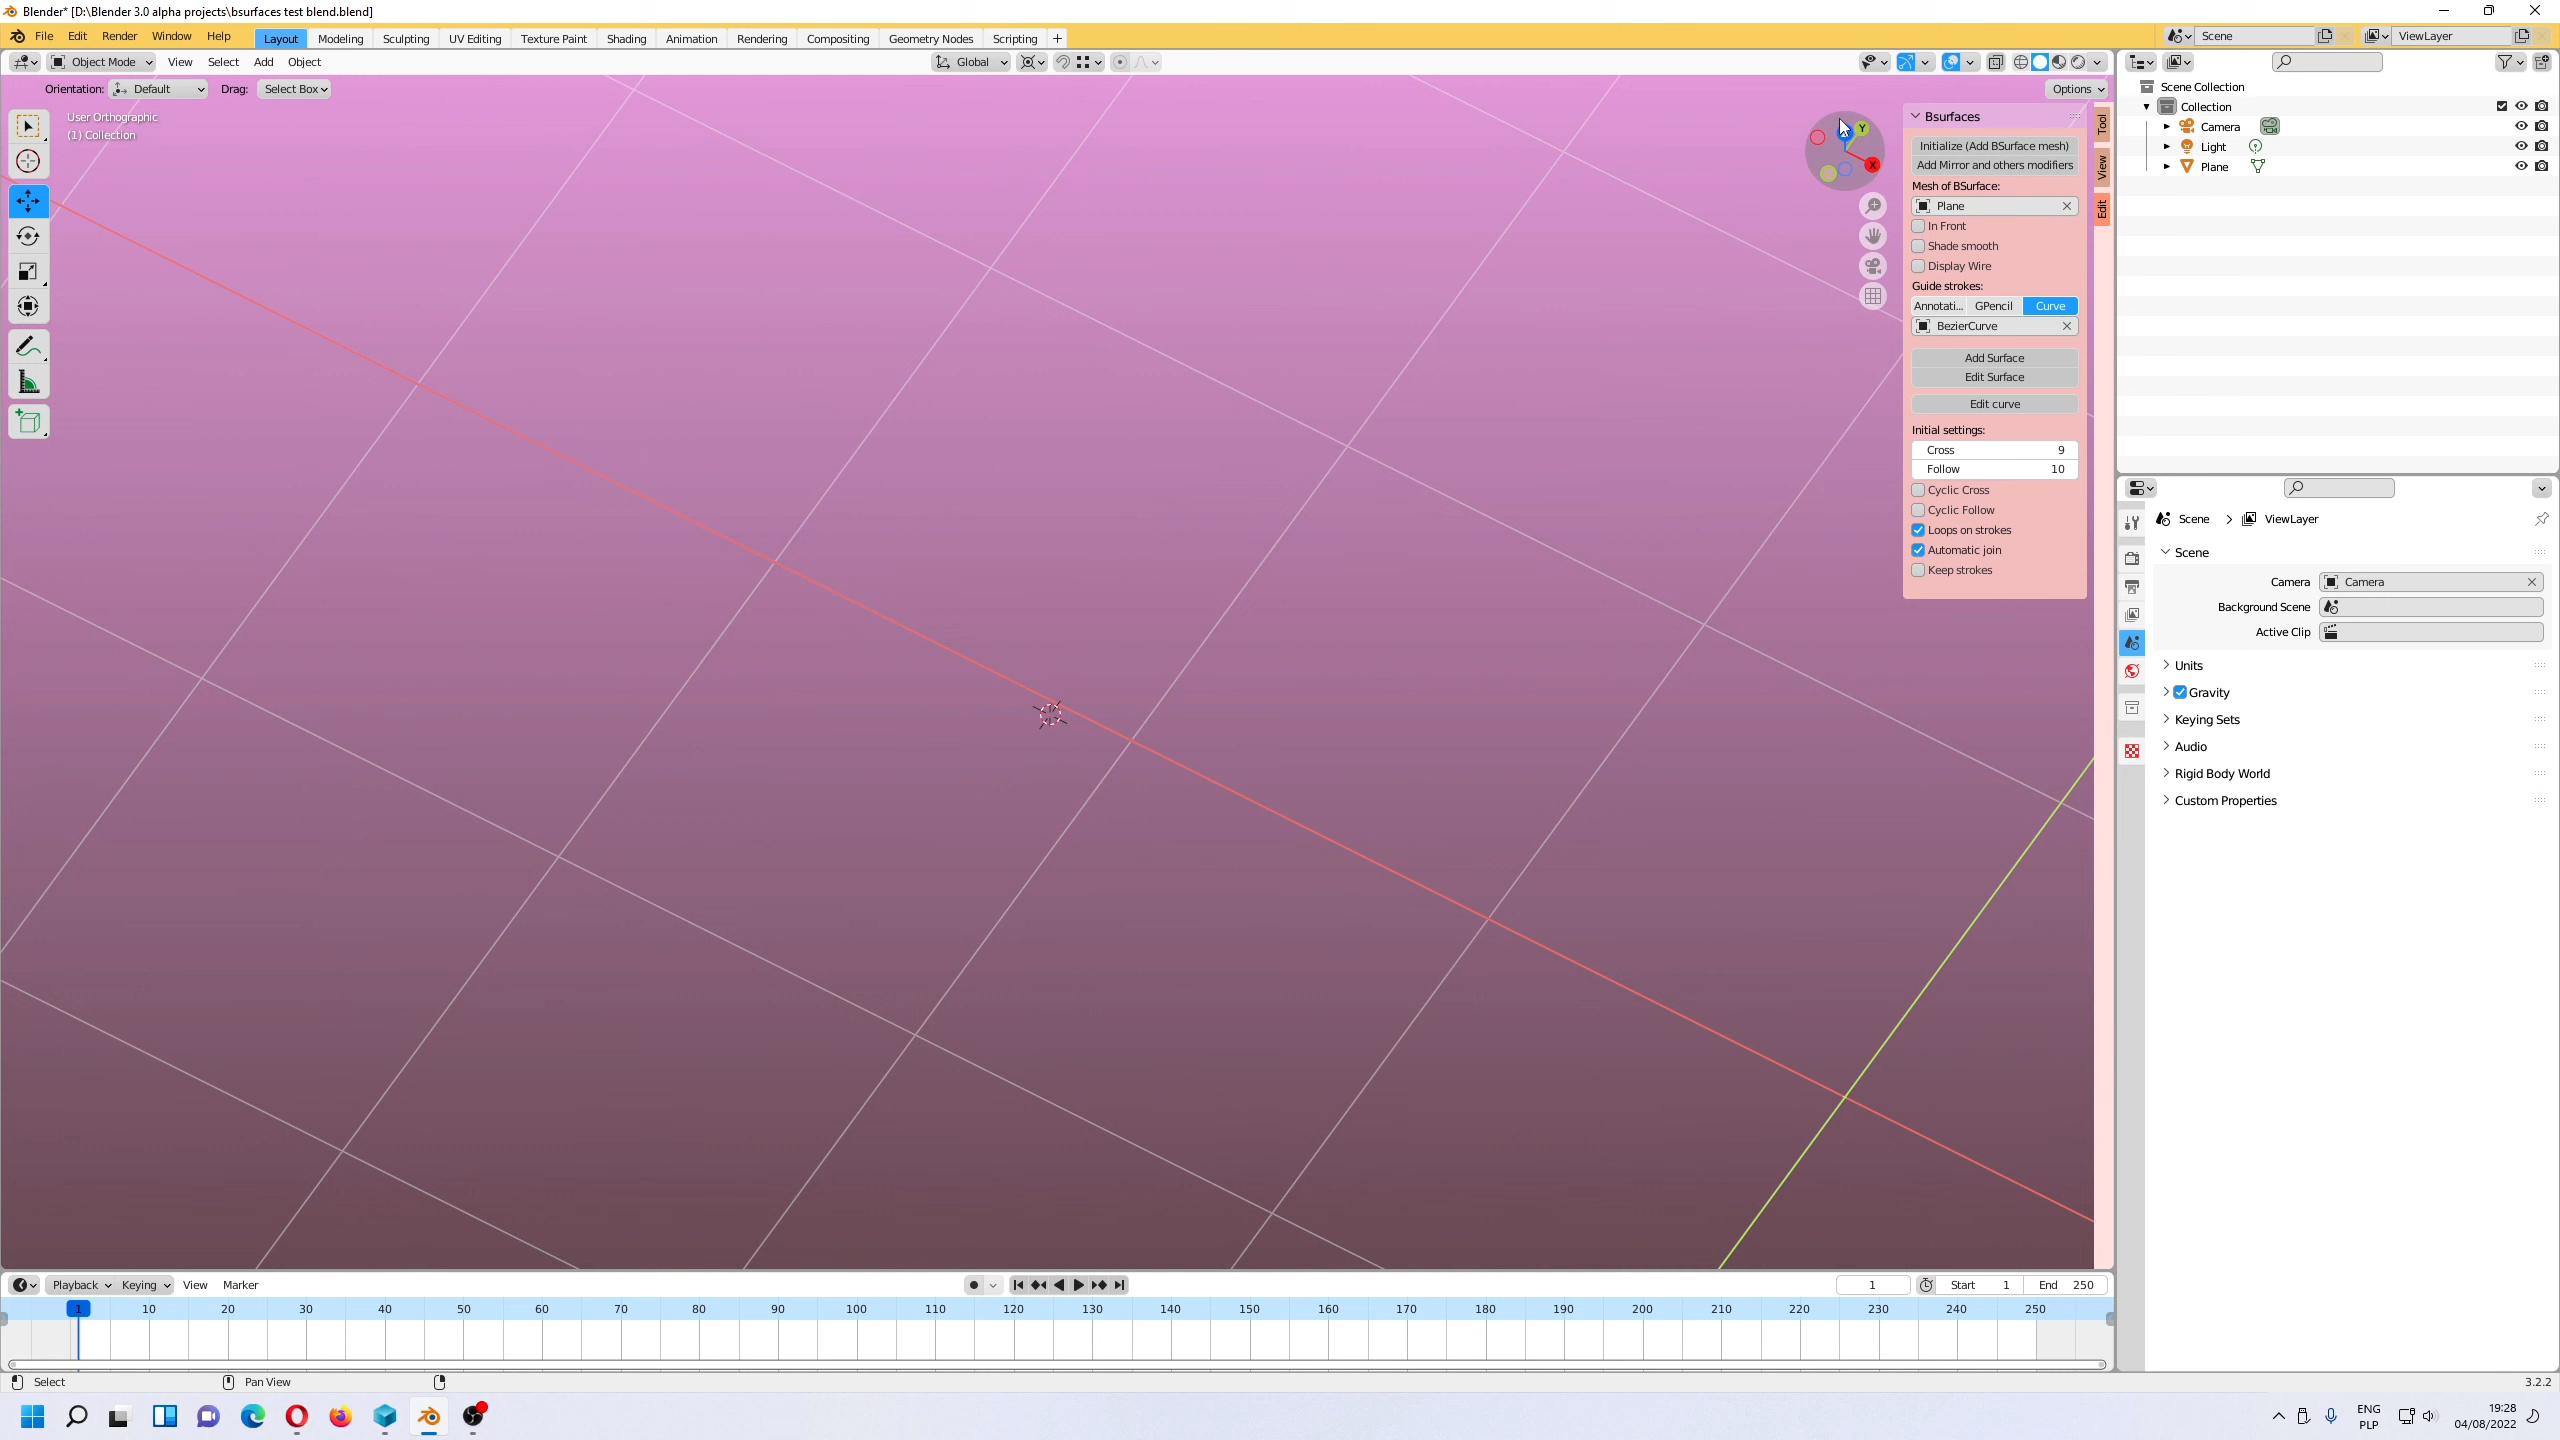 Blender* [D:\Blender 3.0 alpha projects\bsurfaces test blend.blend]
File Edit Render Window Help Layout Modeling Sculpting UV Editing Texture Paint Shading Animation Rendering Compositing Geometry Nodes Scripting + Scene ViewLayer
Object Mode View Select Add Object Global
Orientation: Default Drag: Select Box Options
User Orthographic
(1) Collection
Y
X
Bsurfaces
Initialize (Add BSurface mesh)
Add Mirror and others modifiers
Mesh of BSurface:
Plane
In Front
Shade smooth
Display Wire
Guide strokes:
Annotati... GPencil Curve
BezierCurve
Add Surface
Edit Surface
Edit curve
Initial settings:
Cross 9
Follow 10
Cyclic Cross
Cyclic Follow
Loops on strokes
Automatic join
Keep strokes
Tool
View
Edit
Scene Collection
Collection
Camera
Light
Plane
Scene > ViewLayer
Scene
Camera Camera
Background Scene
Active Clip
Units
Gravity
Keying Sets
Audio
Rigid Body World
Custom Properties
Playback Keying View Marker 1 Start 1 End 250
1 10 20 30 40 50 60 70 80 90 100 110 120 130 140 150 160 170 180 190 200 210 220 230 240 250
Select Pan View 3.2.2
ENG
PLP
19:28
04/08/2022